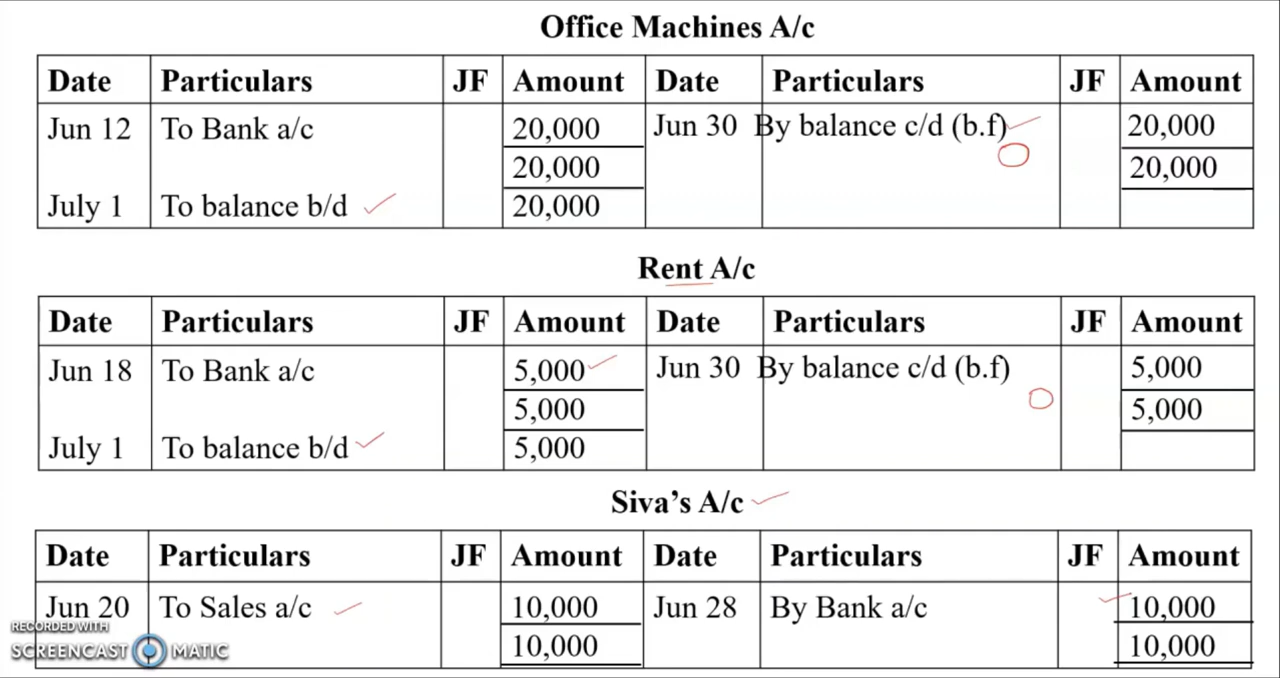 Office Machines A/c
Date Particulars JF Amount Date Particulars JF Amount
Jun 12 To Bank a/c 20,000 Jun 30 By balance c/d (b.f) 20,000
20,000 20,000
July 1 To balance b/d 20,000
Rent A/c
Date Particulars JF Amount Date Particulars JF Amount
Jun 18 To Bank a/c 5,000 Jun 30 By balance c/d (b.f) 5,000
5,000 5,000
July 1 To balance b/d 5,000
Siva's A/c
Date Particulars JF Amount Date Particulars JF Amount
Jun 20 To Sales a/c 10,000 Jun 28 By Bank a/c 10,000
10,000 10,000
RECORDED WITH
SCREENCAST MATIC